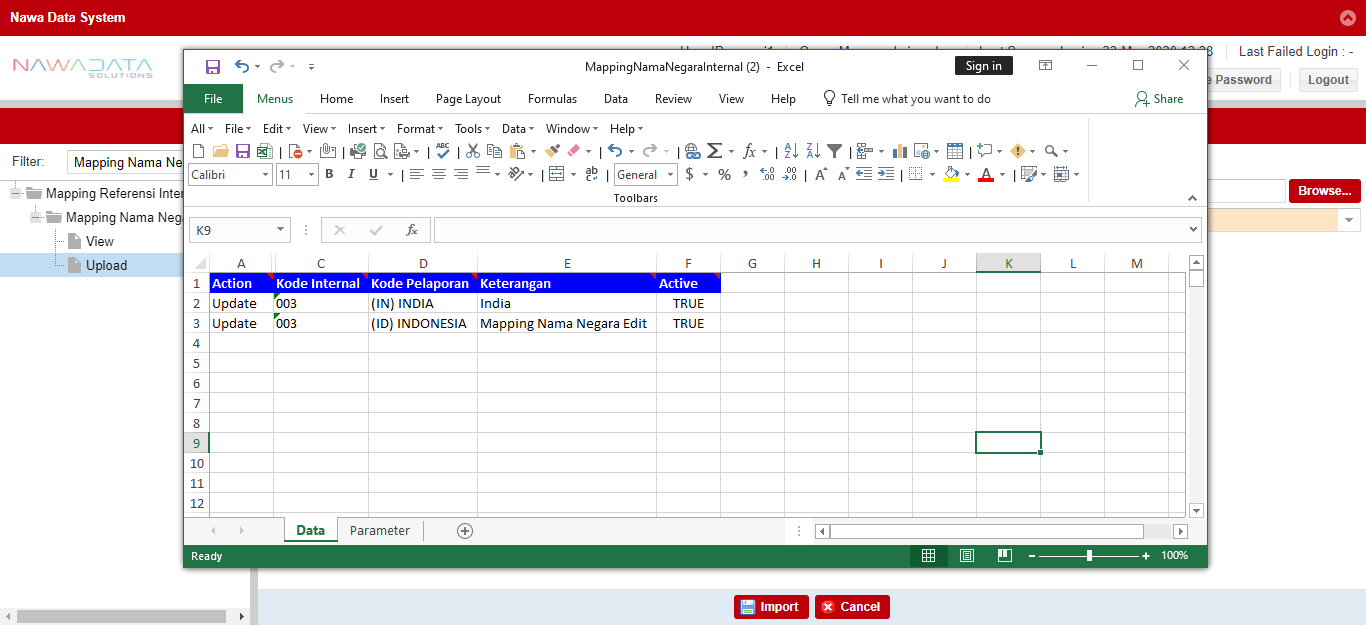 Nawa Data System
NAWADATA
SOLUTIONS
Last Failed Login : -
Password
Logout
MappingNamaNegaraInternal (2) - Excel
Sign in
File Menus Home Insert Page Layout Formulas Data Review View Help Tell me what you want to do Share
All File Edit View Insert Format Tools Data Window Help
Calibri 11 B I U General $ %
Toolbars
Filter: Mapping Nama Ne
Browse...
Mapping Referensi Inter
Mapping Nama Neg
View
Upload
K9 fx
A C D E F G H I J K L M
1 Action Kode Internal Kode Pelaporan Keterangan Active
2 Update 003 (IN) INDIA India TRUE
3 Update 003 (ID) INDONESIA Mapping Nama Negara Edit TRUE
4
5
6
7
8
9
10
11
12
Data Parameter
Ready 100%
Import Cancel